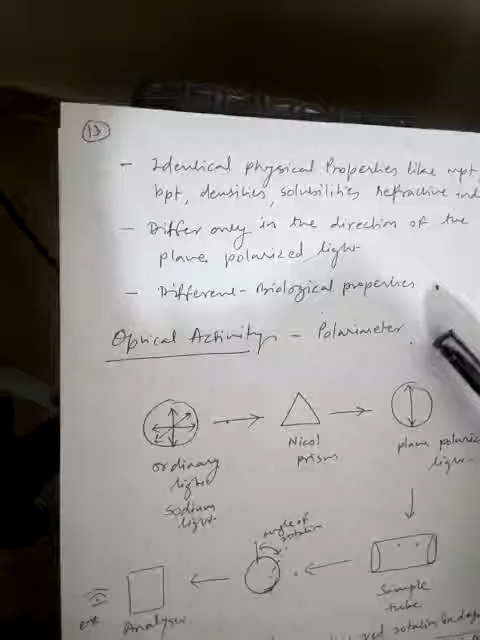 13
- Identical physical Properties like mpt,
bpt, densities, solubilities refractive ind
- Differ only in the direction of the
plane polarized light.
- Different - Biological properties
Optical Activity - Polarimeter.
ordinary
light
sodium
light.
Nicol
prism
plane polariz
light.
angle of
rotation
Sample
tube
Analyser
eye
rotation